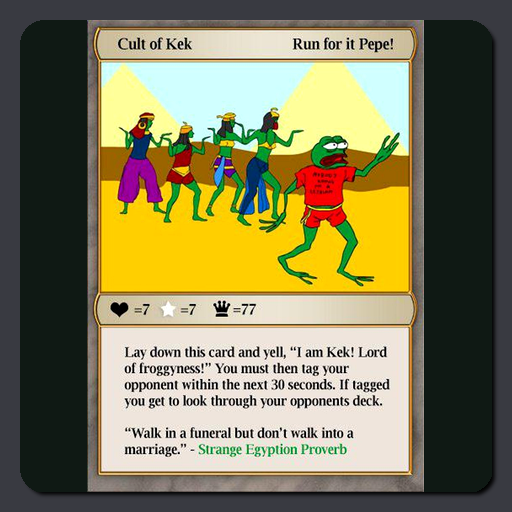 Cult of Kek Run for it Pepe!
=7 =7 =77
Lay down this card and yell, “I am Kek! Lord
of froggyness!” You must then tag your
opponent within the next 30 seconds. If tagged
you get to look through your opponents deck.
“Walk in a funeral but don't walk into a
marriage.” - Strange Egyption Proverb